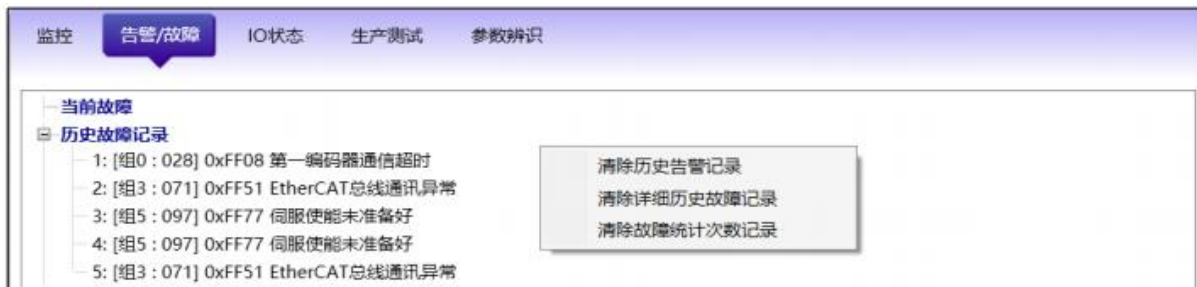 监控 告警/故障 IO状态 生产测试 参数辨识
当前故障
历史故障记录
1: [组0 : 028] 0xFF08 第一编码器通信超时
2: [组3 : 071] 0xFF51 EtherCAT总线通讯异常
3: [组5 : 097] 0xFF77 伺服使能未准备好
4: [组5 : 097] 0xFF77 伺服使能未准备好
5: [组3 : 071] 0xFF51 EtherCAT总线通讯异常
清除历史告警记录
清除详细历史故障记录
清除故障统计次数记录